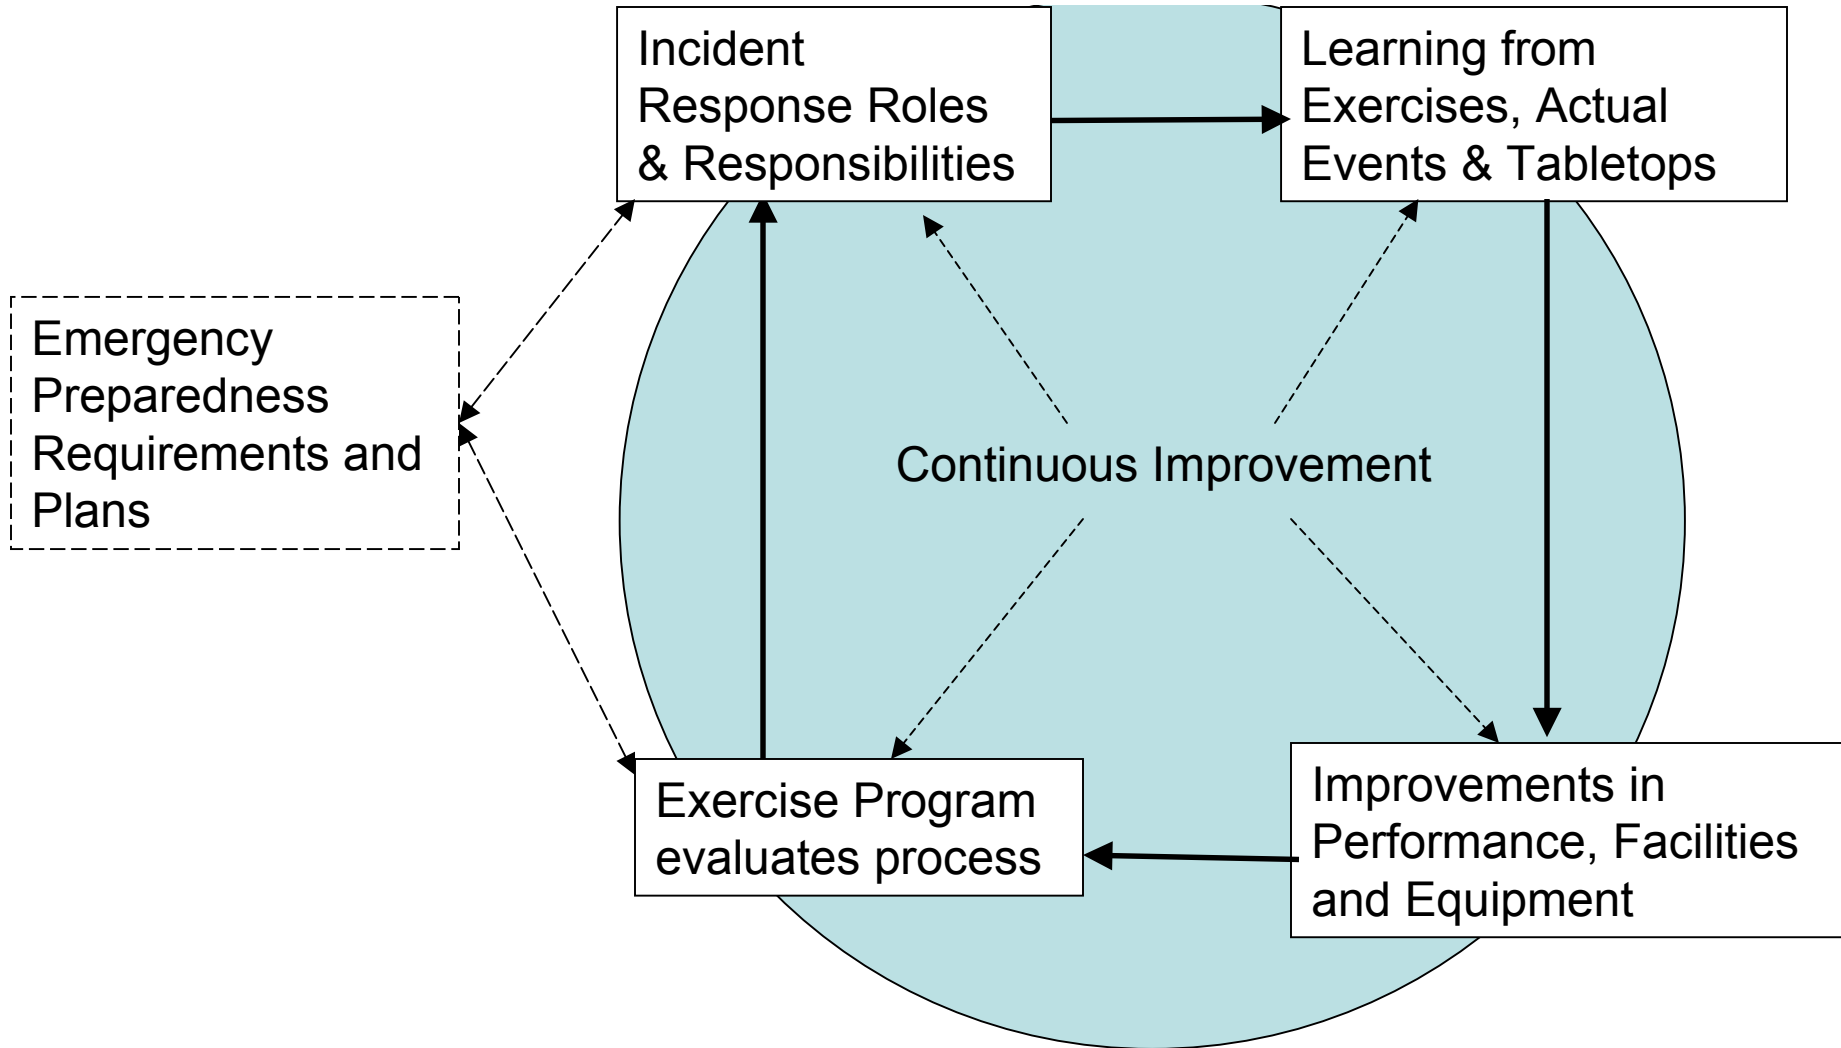 Incident
Response Roles
& Responsibilities
Learning from
Exercises, Actual
Events & Tabletops
Emergency
Preparedness
Requirements and
Plans
Continuous Improvement
Exercise Program
evaluates process
Improvements in
Performance, Facilities
and Equipment